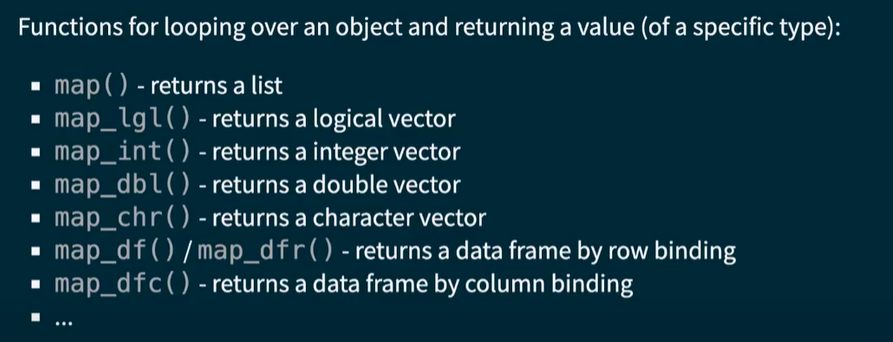 Functions for looping over an object and returning a value (of a specific type):
▪ map() - returns a list
▪ map_lgl() - returns a logical vector
▪ map_int() - returns a integer vector
▪ map_dbl() - returns a double vector
▪ map_chr() - returns a character vector
▪ map_df() / map_dfr() - returns a data frame by row binding
▪ map_dfc() - returns a data frame by column binding
▪ ...